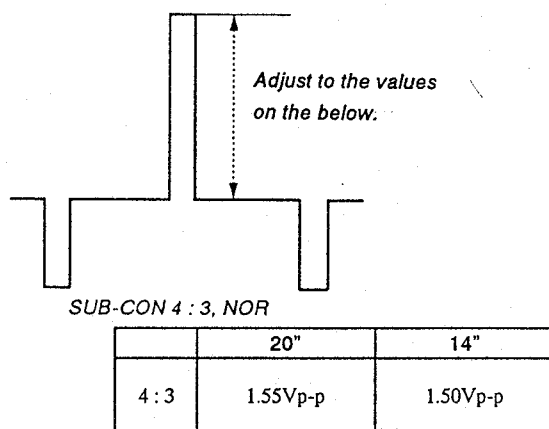 Adjust to the values
on the below.
SUB-CON 4 : 3, NOR
20" 14"
4 : 3 1.55Vp-p 1.50Vp-p